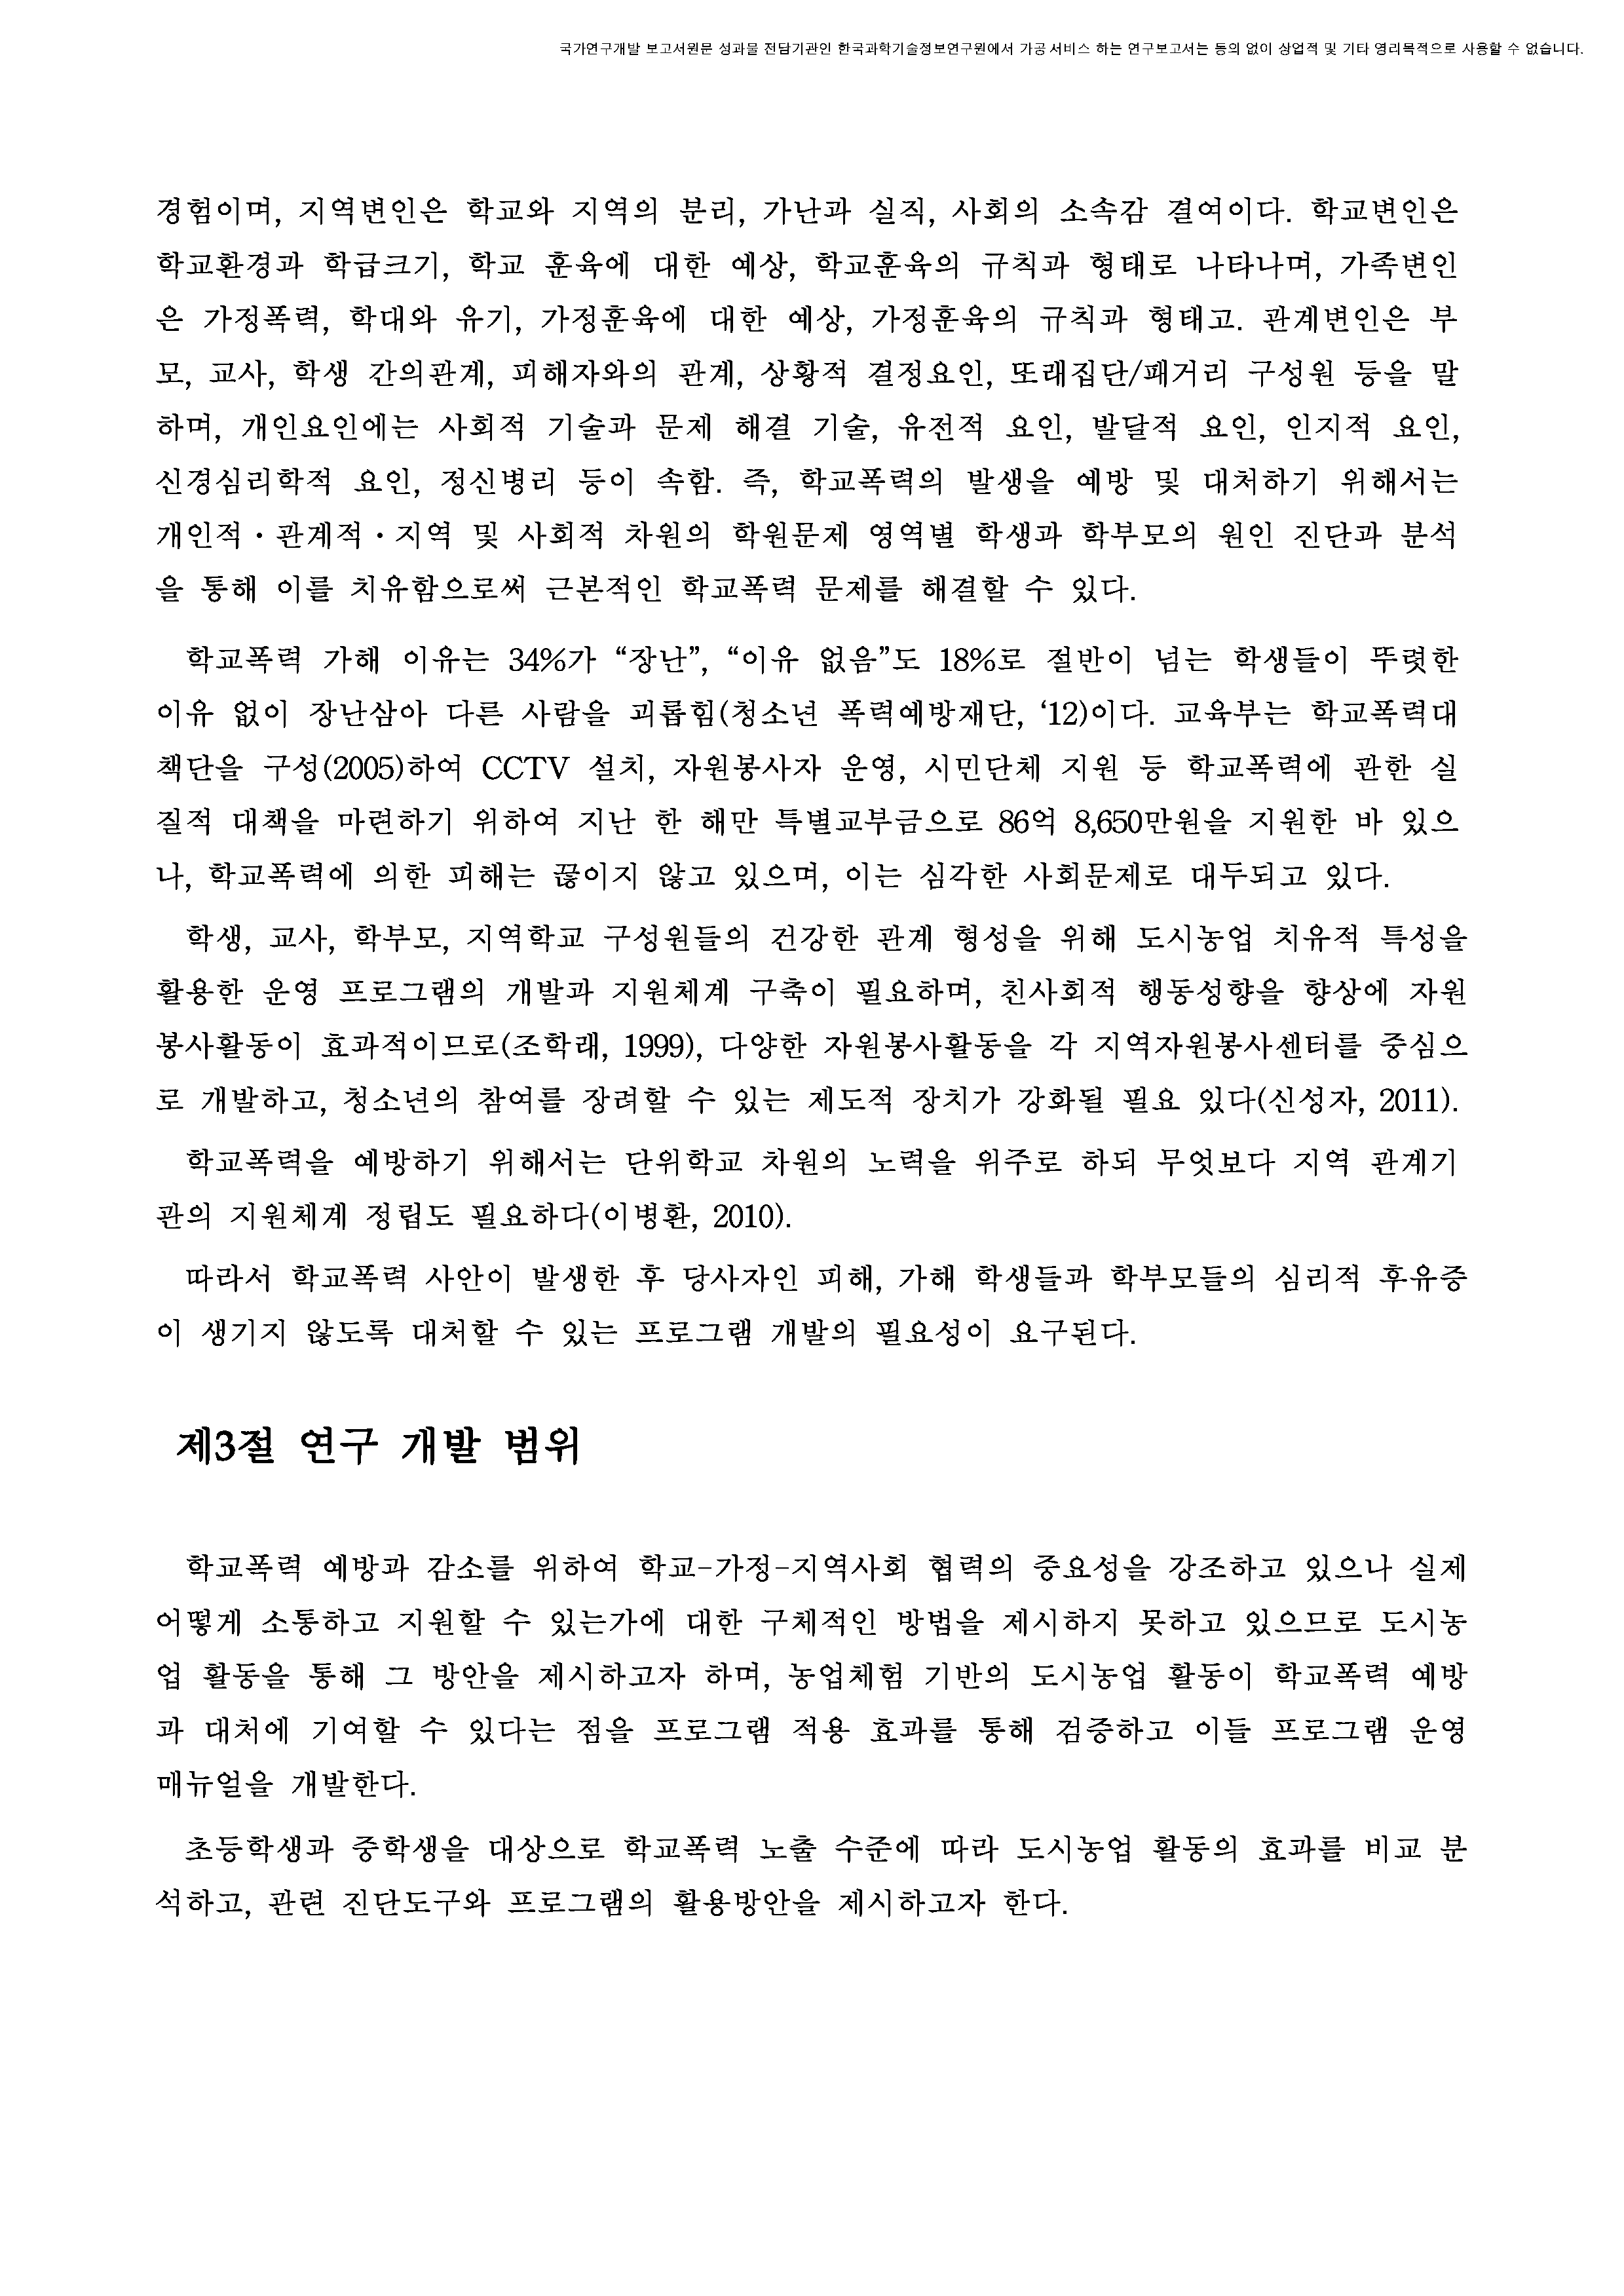 국가연구개발 보고서원문 성과물 전담기관인 한국과학기술정보연구원에서 가공·서비스 하는 연구보고서는 동의 없이 상업적 및 기타 영리목적으로 사용할 수 없습니다.
경험이며, 지역변인은 학교와 지역의 분리, 가난과 실직, 사회의 소속감 결여이다. 학교변인은
학교환경과 학급크기, 학교 훈육에 대한 예상, 학교훈육의 규칙과 형태로 나타나며, 가족변인
은 가정폭력, 학대와 유기, 가정훈육에 대한 예상, 가정훈육의 규칙과 형태고. 관계변인은 부
모, 교사, 학생 간의관계, 피해자와의 관계, 상황적 결정요인, 또래집단/패거리 구성원 등을 말
하며, 개인요인에는 사회적 기술과 문제 해결 기술, 유전적 요인, 발달적 요인, 인지적 요인,
신경심리학적 요인, 정신병리 등이 속함. 즉, 학교폭력의 발생을 예방 및 대처하기 위해서는
개인적·관계적·지역 및 사회적 차원의 학원문제 영역별 학생과 학부모의 원인 진단과 분석
을 통해 이를 치유함으로써 근본적인 학교폭력 문제를 해결할 수 있다.
학교폭력 가해 이유는 34%가 “장난”, “이유 없음”도 18%로 절반이 넘는 학생들이 뚜렷한
이유 없이 장난삼아 다른 사람을 괴롭힘(청소년 폭력예방재단, ‘12)이다. 교육부는 학교폭력대
책단을 구성(2005)하여 CCTV 설치, 자원봉사자 운영, 시민단체 지원 등 학교폭력에 관한 실
질적 대책을 마련하기 위하여 지난 한 해만 특별교부금으로 86억 8,650만원을 지원한 바 있으
나, 학교폭력에 의한 피해는 끊이지 않고 있으며, 이는 심각한 사회문제로 대두되고 있다.
학생, 교사, 학부모, 지역학교 구성원들의 건강한 관계 형성을 위해 도시농업 치유적 특성을
활용한 운영 프로그램의 개발과 지원체계 구축이 필요하며, 친사회적 행동성향을 향상에 자원
봉사활동이 효과적이므로(조학래, 1999), 다양한 자원봉사활동을 각 지역자원봉사센터를 중심으
로 개발하고, 청소년의 참여를 장려할 수 있는 제도적 장치가 강화될 필요 있다(신성자, 2011).
학교폭력을 예방하기 위해서는 단위학교 차원의 노력을 위주로 하되 무엇보다 지역 관계기
관의 지원체계 정립도 필요하다(이병환, 2010).
따라서 학교폭력 사안이 발생한 후 당사자인 피해, 가해 학생들과 학부모들의 심리적 후유증
이 생기지 않도록 대처할 수 있는 프로그램 개발의 필요성이 요구된다.
제3절 연구 개발 범위
학교폭력 예방과 감소를 위하여 학교-가정-지역사회 협력의 중요성을 강조하고 있으나 실제
어떻게 소통하고 지원할 수 있는가에 대한 구체적인 방법을 제시하지 못하고 있으므로 도시농
업 활동을 통해 그 방안을 제시하고자 하며, 농업체험 기반의 도시농업 활동이 학교폭력 예방
과 대처에 기여할 수 있다는 점을 프로그램 적용 효과를 통해 검증하고 이들 프로그램 운영
매뉴얼을 개발한다.
초등학생과 중학생을 대상으로 학교폭력 노출 수준에 따라 도시농업 활동의 효과를 비교 분
석하고, 관련 진단도구와 프로그램의 활용방안을 제시하고자 한다.